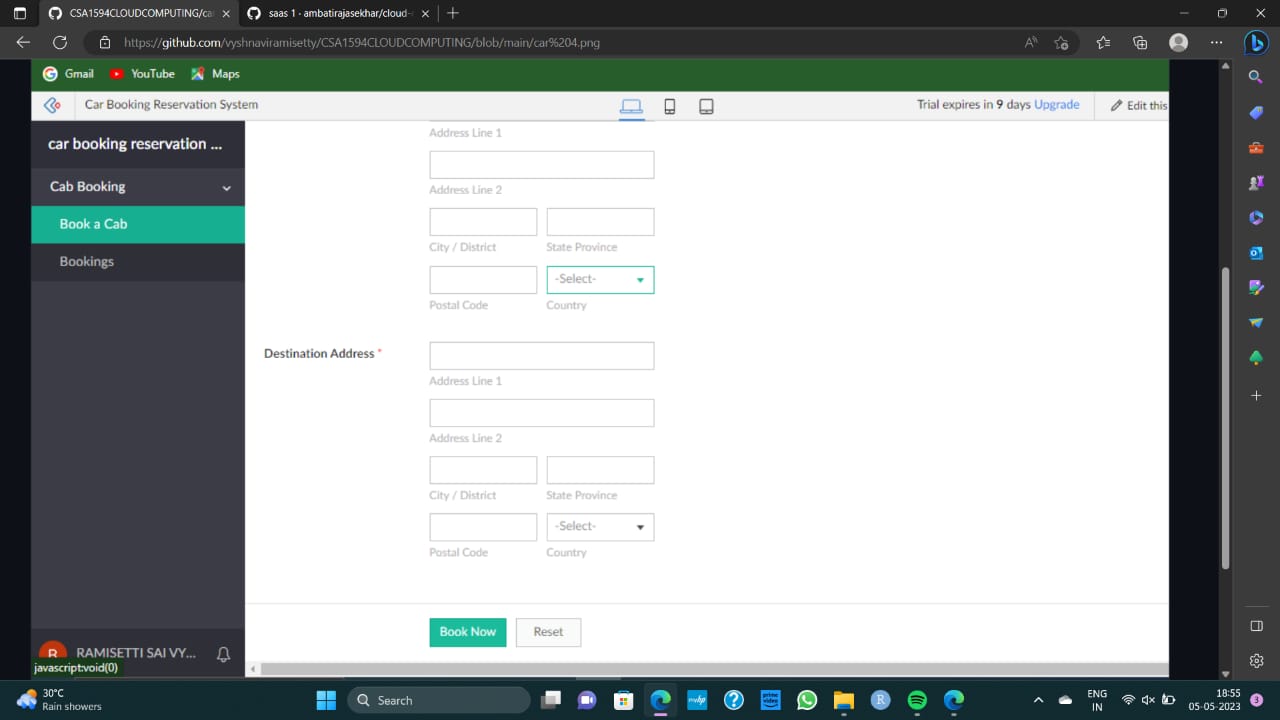 CSA1594CLOUDCOMPUTING/ca
saas 1 - ambatirajasekhar/cloud-
https://github.com/vyshnaviramisetty/CSA1594CLOUDCOMPUTING/blob/main/car%204.png
Gmail YouTube Maps
Car Booking Reservation System
Trial expires in 9 days Upgrade
Edit this
car booking reservation ...
Cab Booking
Book a Cab
Bookings
Address Line 1
Address Line 2
City / District State Province
-Select-
Postal Code Country
Destination Address *
Address Line 1
Address Line 2
City / District State Province
-Select-
Postal Code Country
Book Now Reset
R RAMISETTI SAI VY...
javascript:void(0)
30°C
Rain showers
Search
prime video
ENG
IN
18:55
05-05-2023
3